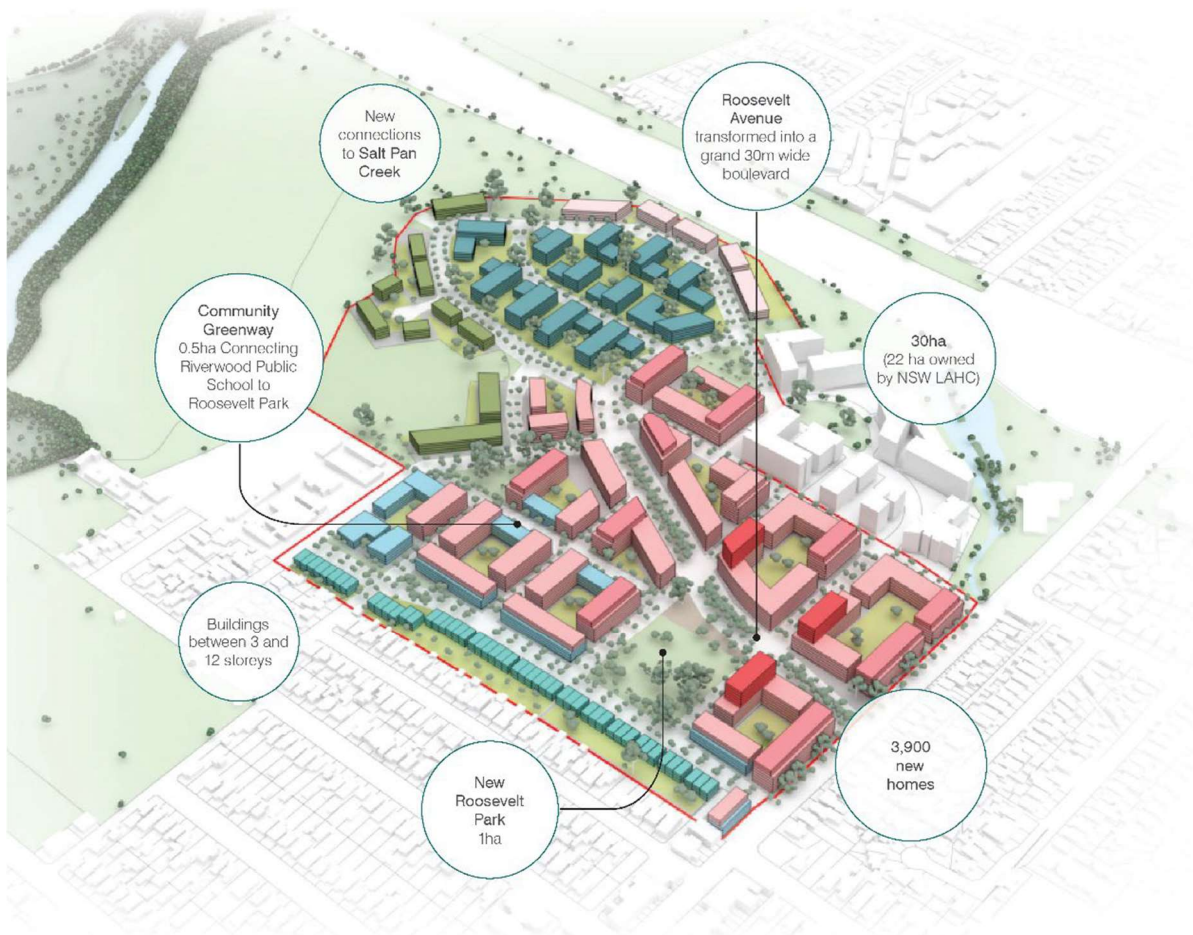 New
connections
to Salt Pan
Creek
Roosevelt
Avenue
transformed into a
grand 30m wide
boulevard
Community
Greenway
0.5ha Connecting
Riverwood Public
School to
Roosevelt Park
30ha
(22 ha owned
by NSW LAHC)
Buildings
between 3 and
12 storeys
New
Roosevelt
Park
1ha
3,900
new
homes